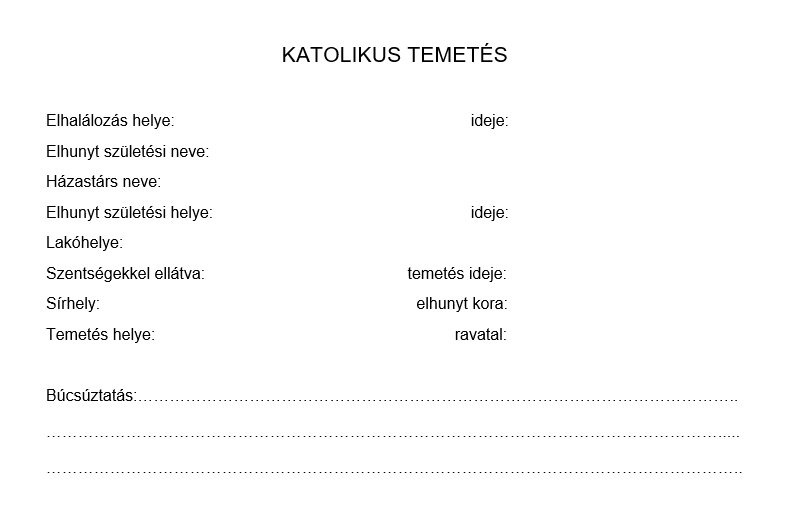 KATOLIKUS TEMETÉS
Elhalálozás helye: ideje:
Elhunyt születési neve:
Házastárs neve:
Elhunyt születési helye: ideje:
Lakóhelye:
Szentségekkel ellátva: temetés ideje:
Sírhely: elhunyt kora:
Temetés helye: ravatal:
Búcsúztatás:…………………………………………………………………………………………………..
…………………………………………………………………………………………………………………....
…………………………………………………………………………………………………………………..